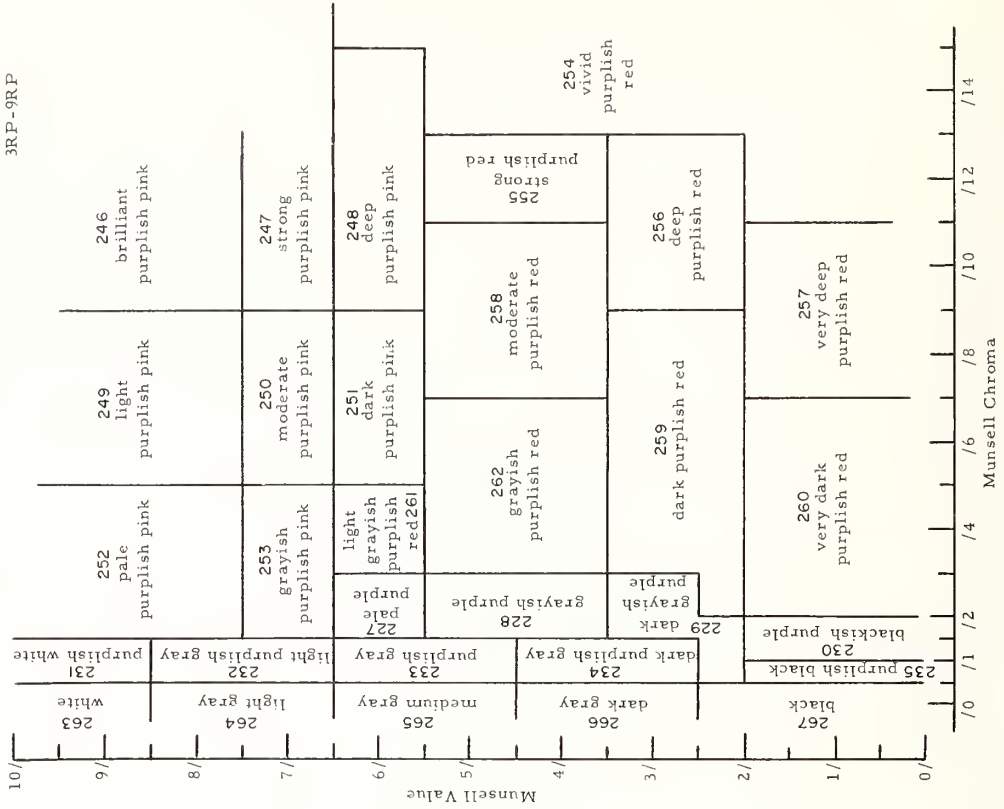 3RP-9RP
246
brilliant
purplish pink
249
light
purplish pink
252
pale
purplish pink
231
purplish white
263
white
247
strong
purplish pink
250
moderate
purplish pink
253
grayish
purplish pink
232
light purplish gray
264
light gray
248
deep
purplish pink
251
dark
purplish pink
light
grayish
purplish
red 261
227
pale
purple
233
purplish gray
265
medium gray
254
vivid
purplish
red
255
strong
purplish red
258
moderate
purplish red
262
grayish
purplish red
228
grayish purple
256
deep
purplish red
259
dark purplish red
229 dark
grayish
purple
234
dark purplish gray
266
dark gray
257
very deep
purplish red
260
very dark
purplish red
230
blackish purple
235 purplish black
267
black
10/
9/
8/
7/
6/
5/
4/
3/
2/
1/
0/
Munsell Value
/0
/1
/2
/4
/6
/8
/10
/12
/14
Munsell Chroma